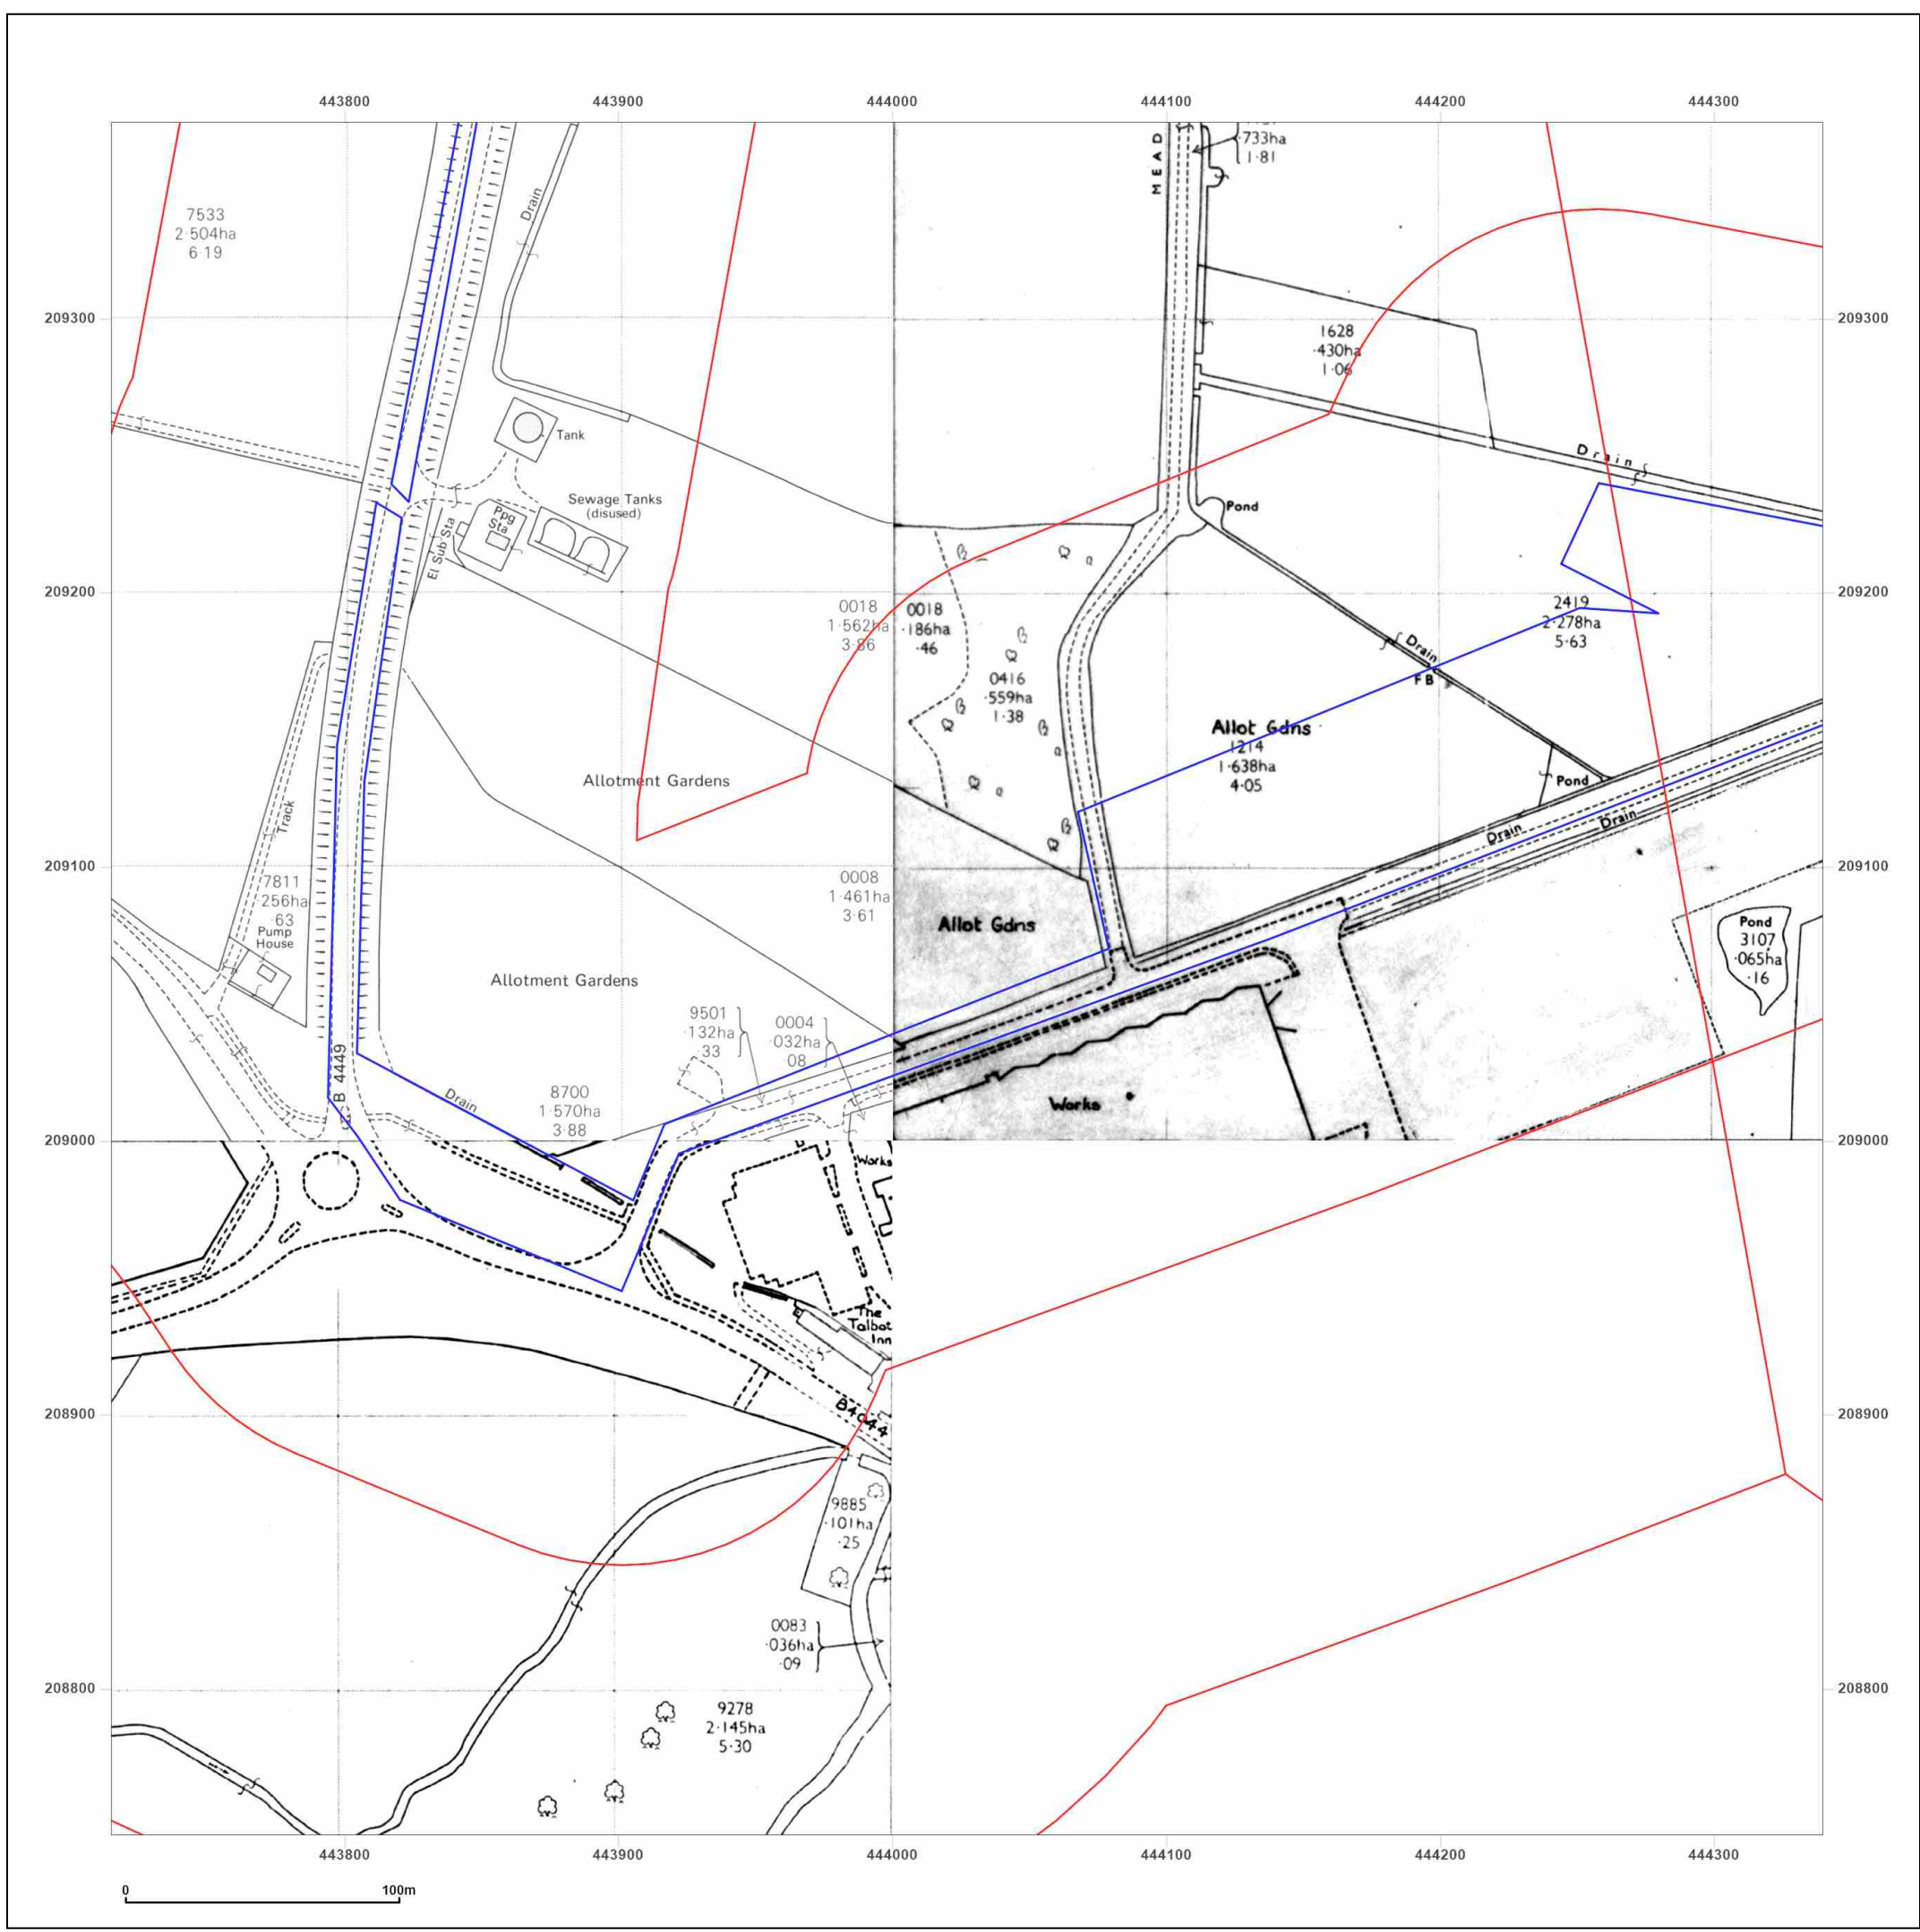 443800
443900
444000
444100
444200
444300
209300
209200
209100
209000
208900
208800
209300
209200
209100
209000
208900
208800
7533
2·504ha
6·19
Drain
MEAD
·733ha
1·81
1628
·430ha
1·06
Drain
Tank
Sewage Tanks
(disused)
Ppg
Sta
El Sub Sta
Pond
0018
1·562ha
3·86
0018
·186ha
·46
0416
·559ha
1·38
Drain
FB
2419
2·278ha
5·63
Allot Gdns
1214
1·638ha
4·05
Pond
Drain
Drain
Allotment Gardens
Track
7811
·256ha
·63
Pump
House
0008
1·461ha
3·61
Allot Gdns
Pond
3107
·065ha
·16
Allotment Gardens
9501
·132ha
·33
0004
·032ha
·08
B 4449
Drain
8700
1·570ha
3·88
Works
Works
The
Talbot
Inn
B4044
9885
·101ha
·25
0083
·036ha
·09
9278
2·145ha
5·30
443800
443900
444000
444100
444200
444300
0
100m